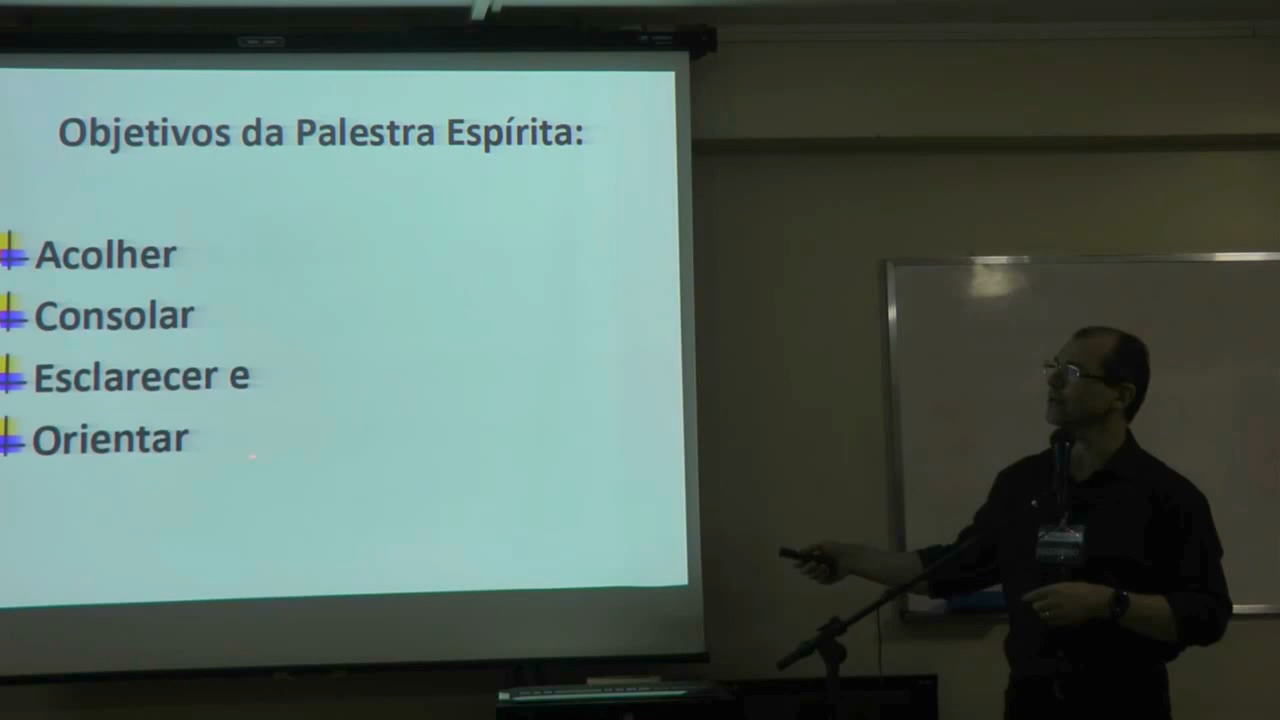 Objetivos da Palestra Espírita:
Acolher
Consolar
Esclarecer e
Orientar